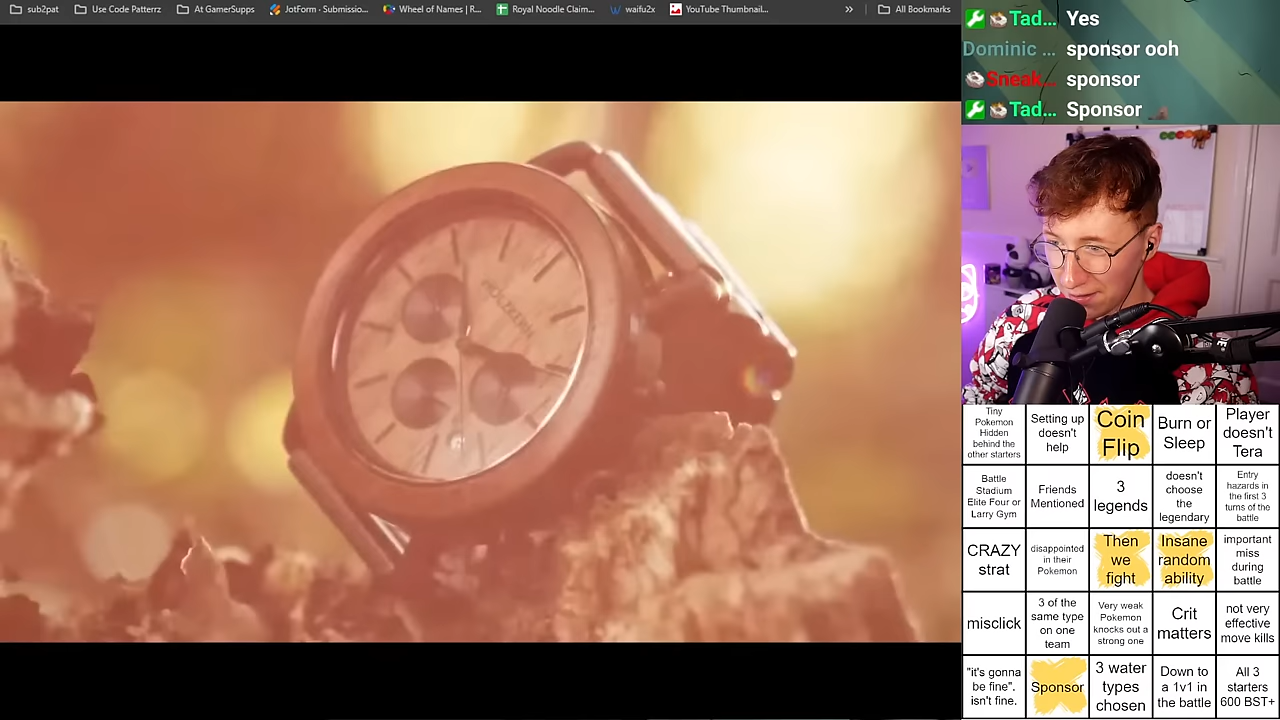 sub2pat
Use Code Patterrz
At GamerSupps
JotForm · Submissio...
Wheel of Names | R...
Royal Noodle Claim...
waifu2x
YouTube Thumbnail...
»
All Bookmarks
Tad... Yes
Dominic ... sponsor ooh
Sneak... sponsor
Tad... Sponsor
HOLZKERN
Tiny
Pokemon
Hidden
behind the
other starters
Setting up
doesn't
help
Coin
Flip
Burn or
Sleep
Player
doesn't
Tera
Battle
Stadium
Elite Four or
Larry Gym
Friends
Mentioned
3
legends
doesn't
choose
the
legendary
Entry
hazards in
the first 3
turns of the
battle
CRAZY
strat
disappointed
in their
Pokemon
Then
we
fight
Insane
random
ability
important
miss
during
battle
misclick
3 of the
same type
on one
team
Very weak
Pokemon
knocks out a
strong one
Crit
matters
not very
effective
move kills
"it's gonna
be fine".
isn't fine.
Sponsor
3 water
types
chosen
Down to
a 1v1 in
the battle
All 3
starters
600 BST+